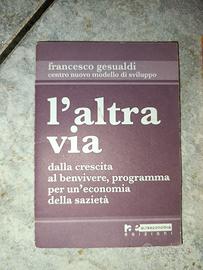 francesco gesualdi
centro nuovo modello di sviluppo
l'altra
via
dalla crescita
al benvivere, programma
per un'economia
della sazietà
altreconomia
edizioni